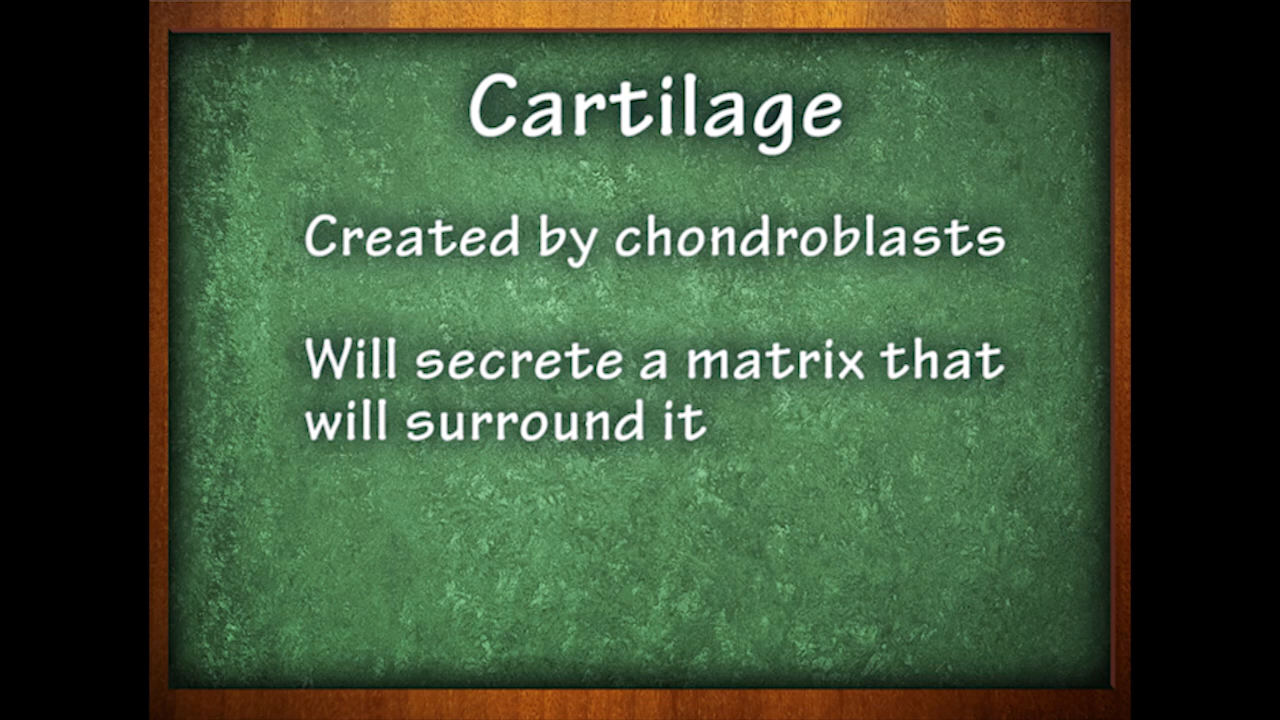 Cartilage
Created by chondroblasts
Will secrete a matrix that
will surround it